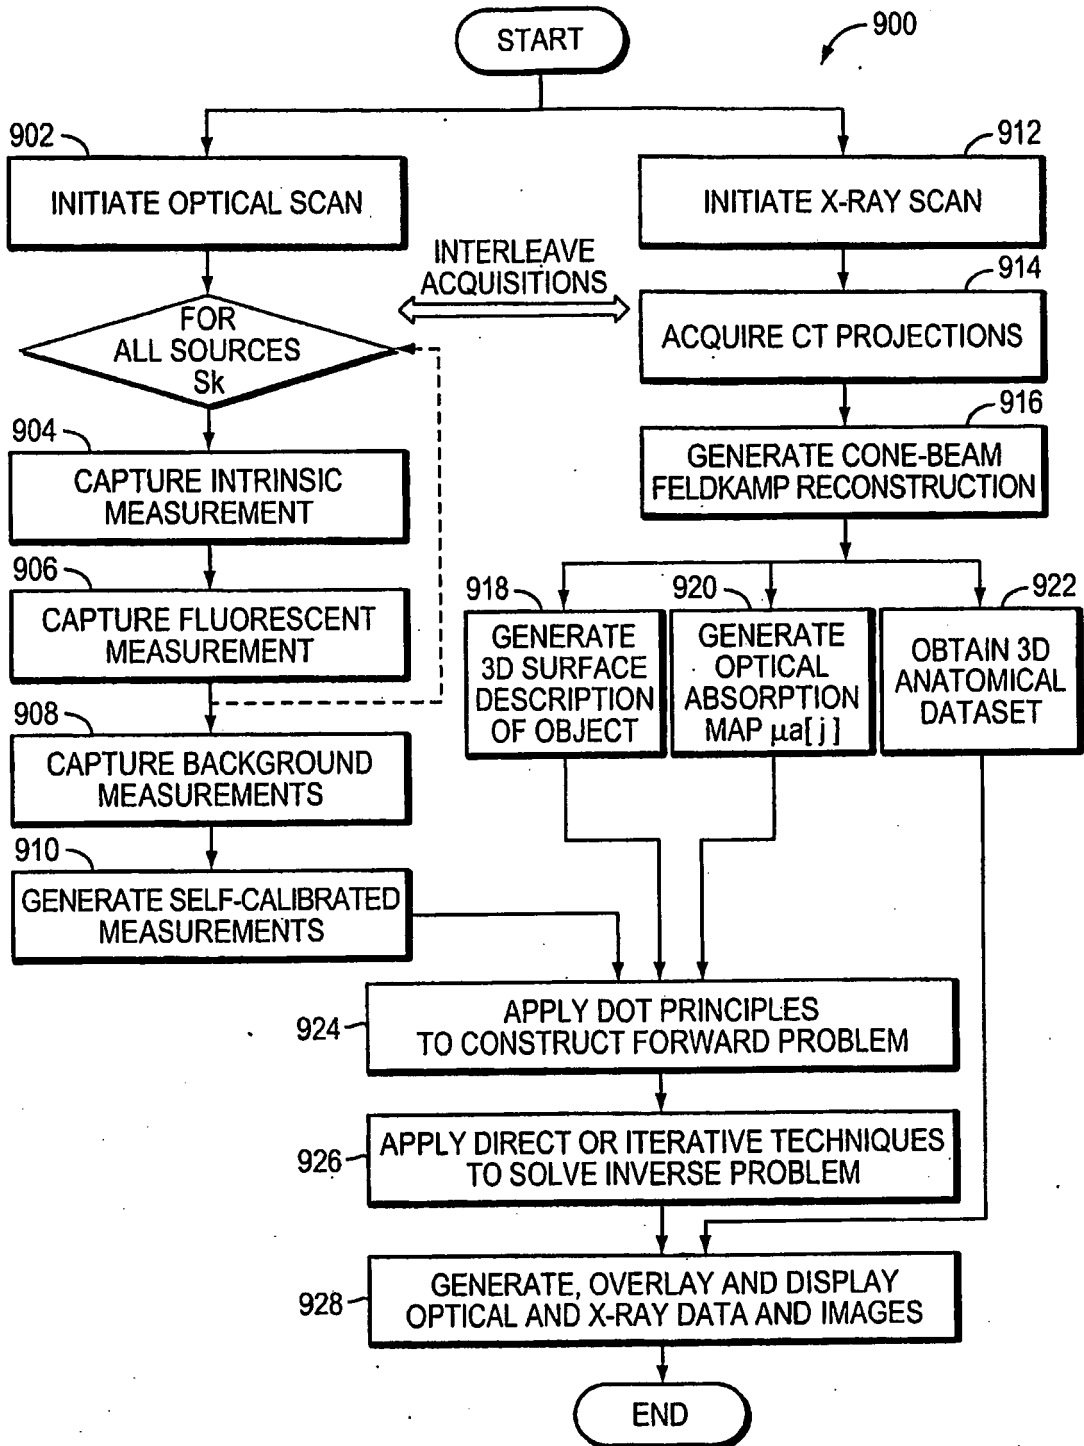 START
900
902
INITIATE OPTICAL SCAN
912
INITIATE X-RAY SCAN
INTERLEAVE
ACQUISITIONS
FOR
ALL SOURCES
Sk
914
ACQUIRE CT PROJECTIONS
904
CAPTURE INTRINSIC
MEASUREMENT
916
GENERATE CONE-BEAM
FELDKAMP RECONSTRUCTION
906
CAPTURE FLUORESCENT
MEASUREMENT
918
GENERATE
3D SURFACE
DESCRIPTION
OF OBJECT
920
GENERATE
OPTICAL
ABSORPTION
MAP µa[j]
922
OBTAIN 3D
ANATOMICAL
DATASET
908
CAPTURE BACKGROUND
MEASUREMENTS
910
GENERATE SELF-CALIBRATED
MEASUREMENTS
924
APPLY DOT PRINCIPLES
TO CONSTRUCT FORWARD PROBLEM
926
APPLY DIRECT OR ITERATIVE TECHNIQUES
TO SOLVE INVERSE PROBLEM
928
GENERATE, OVERLAY AND DISPLAY
OPTICAL AND X-RAY DATA AND IMAGES
END